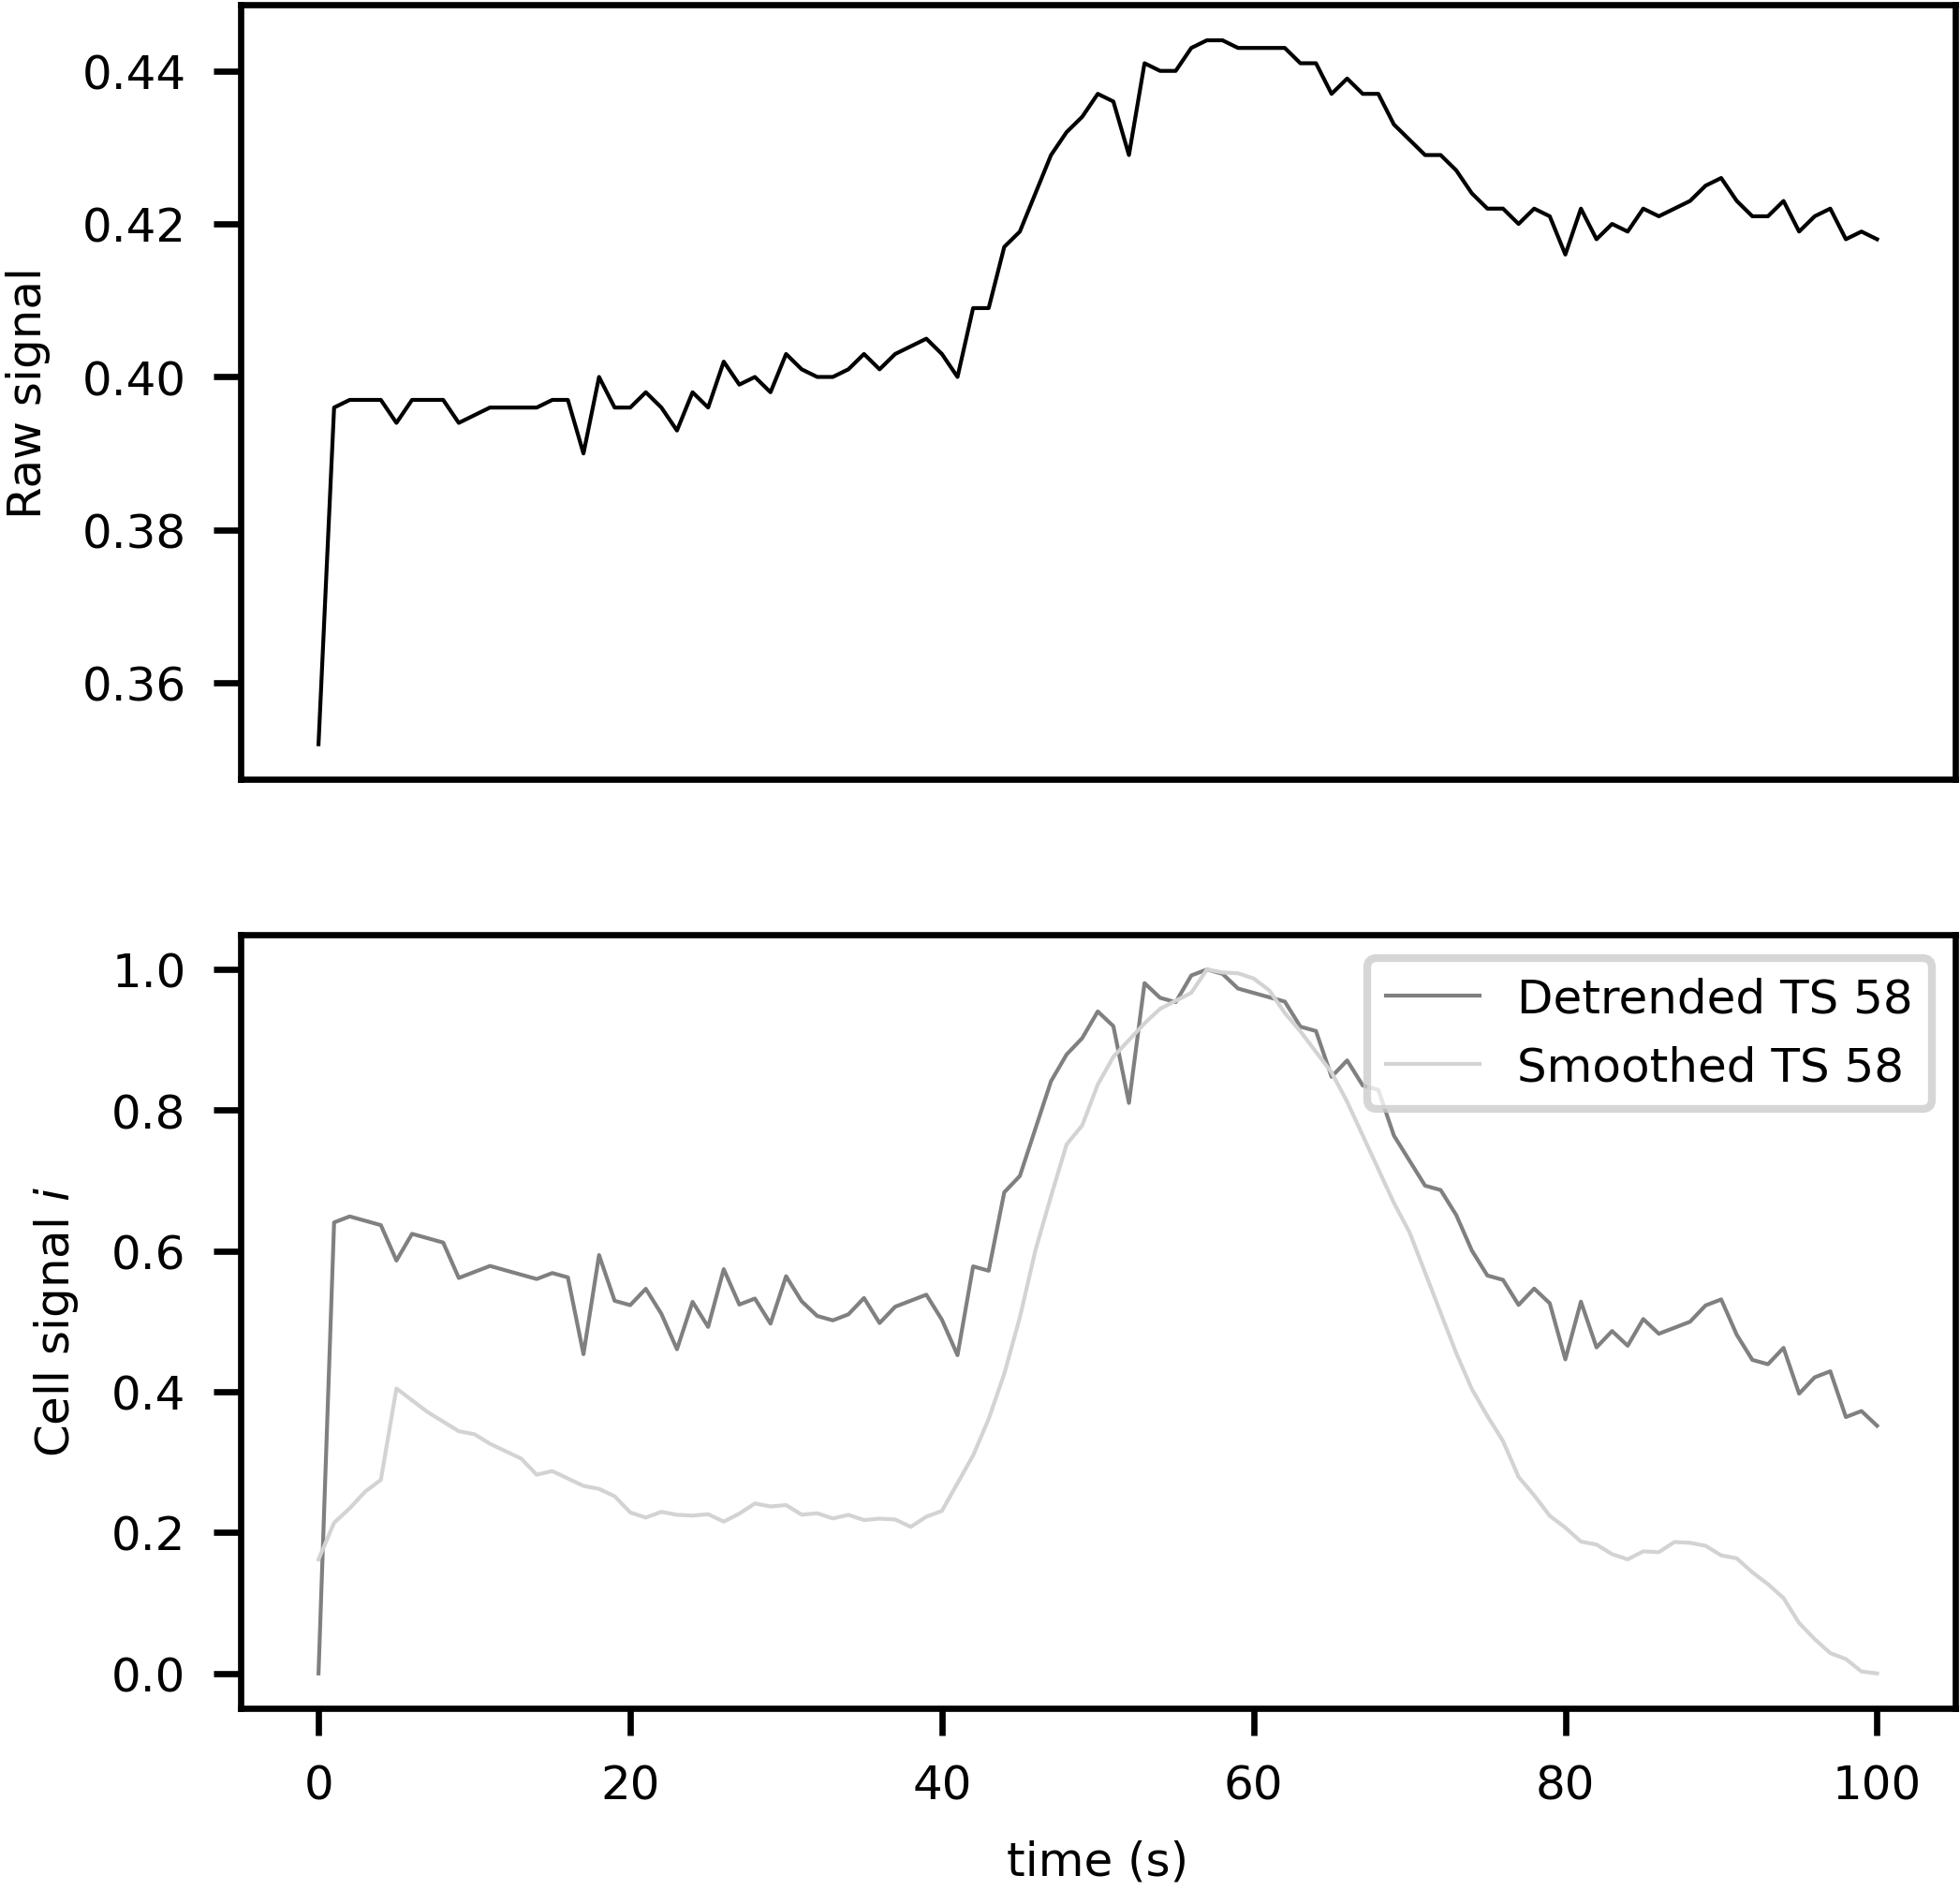 0.44
0.42
0.40
0.38
0.36
Raw signal
1.0
0.8
0.6
0.4
0.2
0.0
Cell signal i
Detrended TS 58
Smoothed TS 58
0 20 40 60 80 100
time (s)